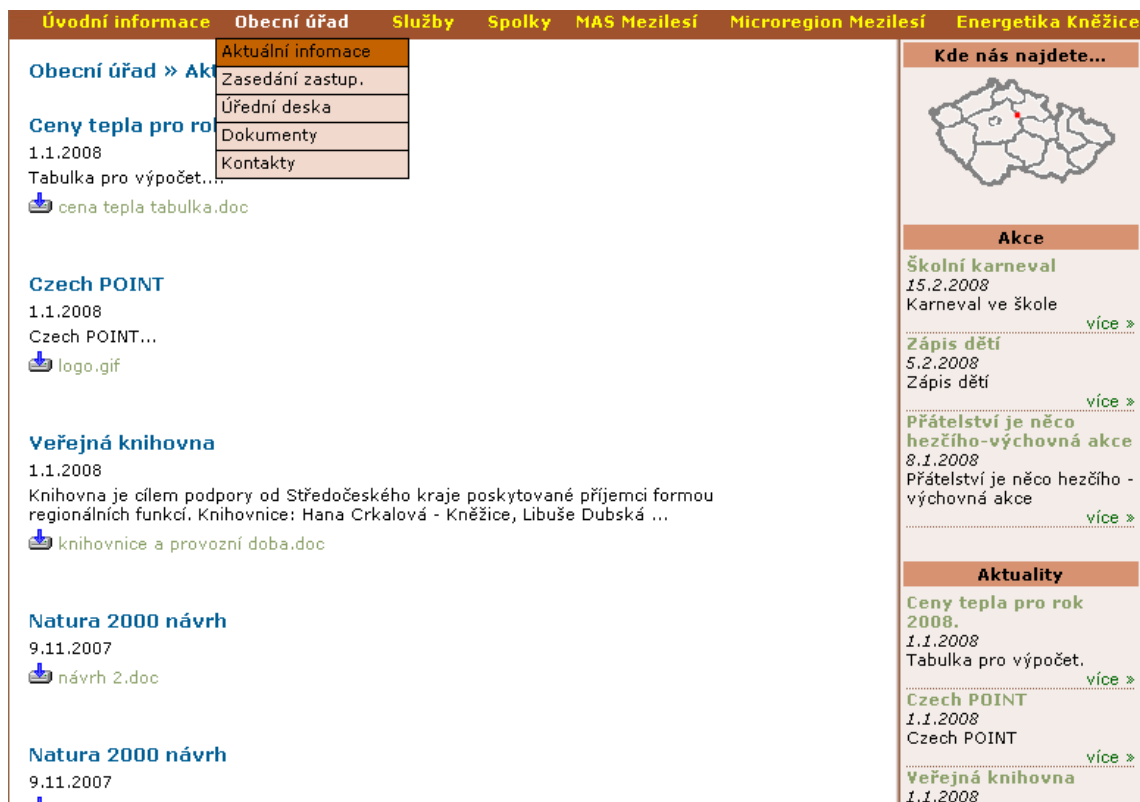 Úvodní informace Obecní úřad Služby Spolky MAS Mezilesí Microregion Mezilesí Energetika Kněžice
Aktuální infomace
Zasedání zastup.
Úřední deska
Dokumenty
Kontakty
Obecní úřad » Akt
Ceny tepla pro rok
1.1.2008
Tabulka pro výpočet....
cena tepla tabulka.doc
Czech POINT
1.1.2008
Czech POINT...
logo.gif
Veřejná knihovna
1.1.2008
Knihovna je cílem podpory od Středočeského kraje poskytované příjemci formou
regionálních funkcí. Knihovnice: Hana Crkalová - Kněžice, Libuše Dubská ...
knihovnice a provozní doba.doc
Natura 2000 návrh
9.11.2007
návrh 2.doc
Natura 2000 návrh
9.11.2007
Kde nás najdete...
Akce
Školní karneval
15.2.2008
Karneval ve škole
více »
Zápis dětí
5.2.2008
Zápis dětí
více »
Přátelství je něco
hezčího-výchovná akce
8.1.2008
Přátelství je něco hezčího -
výchovná akce
více »
Aktuality
Ceny tepla pro rok
2008.
1.1.2008
Tabulka pro výpočet.
více »
Czech POINT
1.1.2008
Czech POINT
více »
Veřejná knihovna
1.1.2008